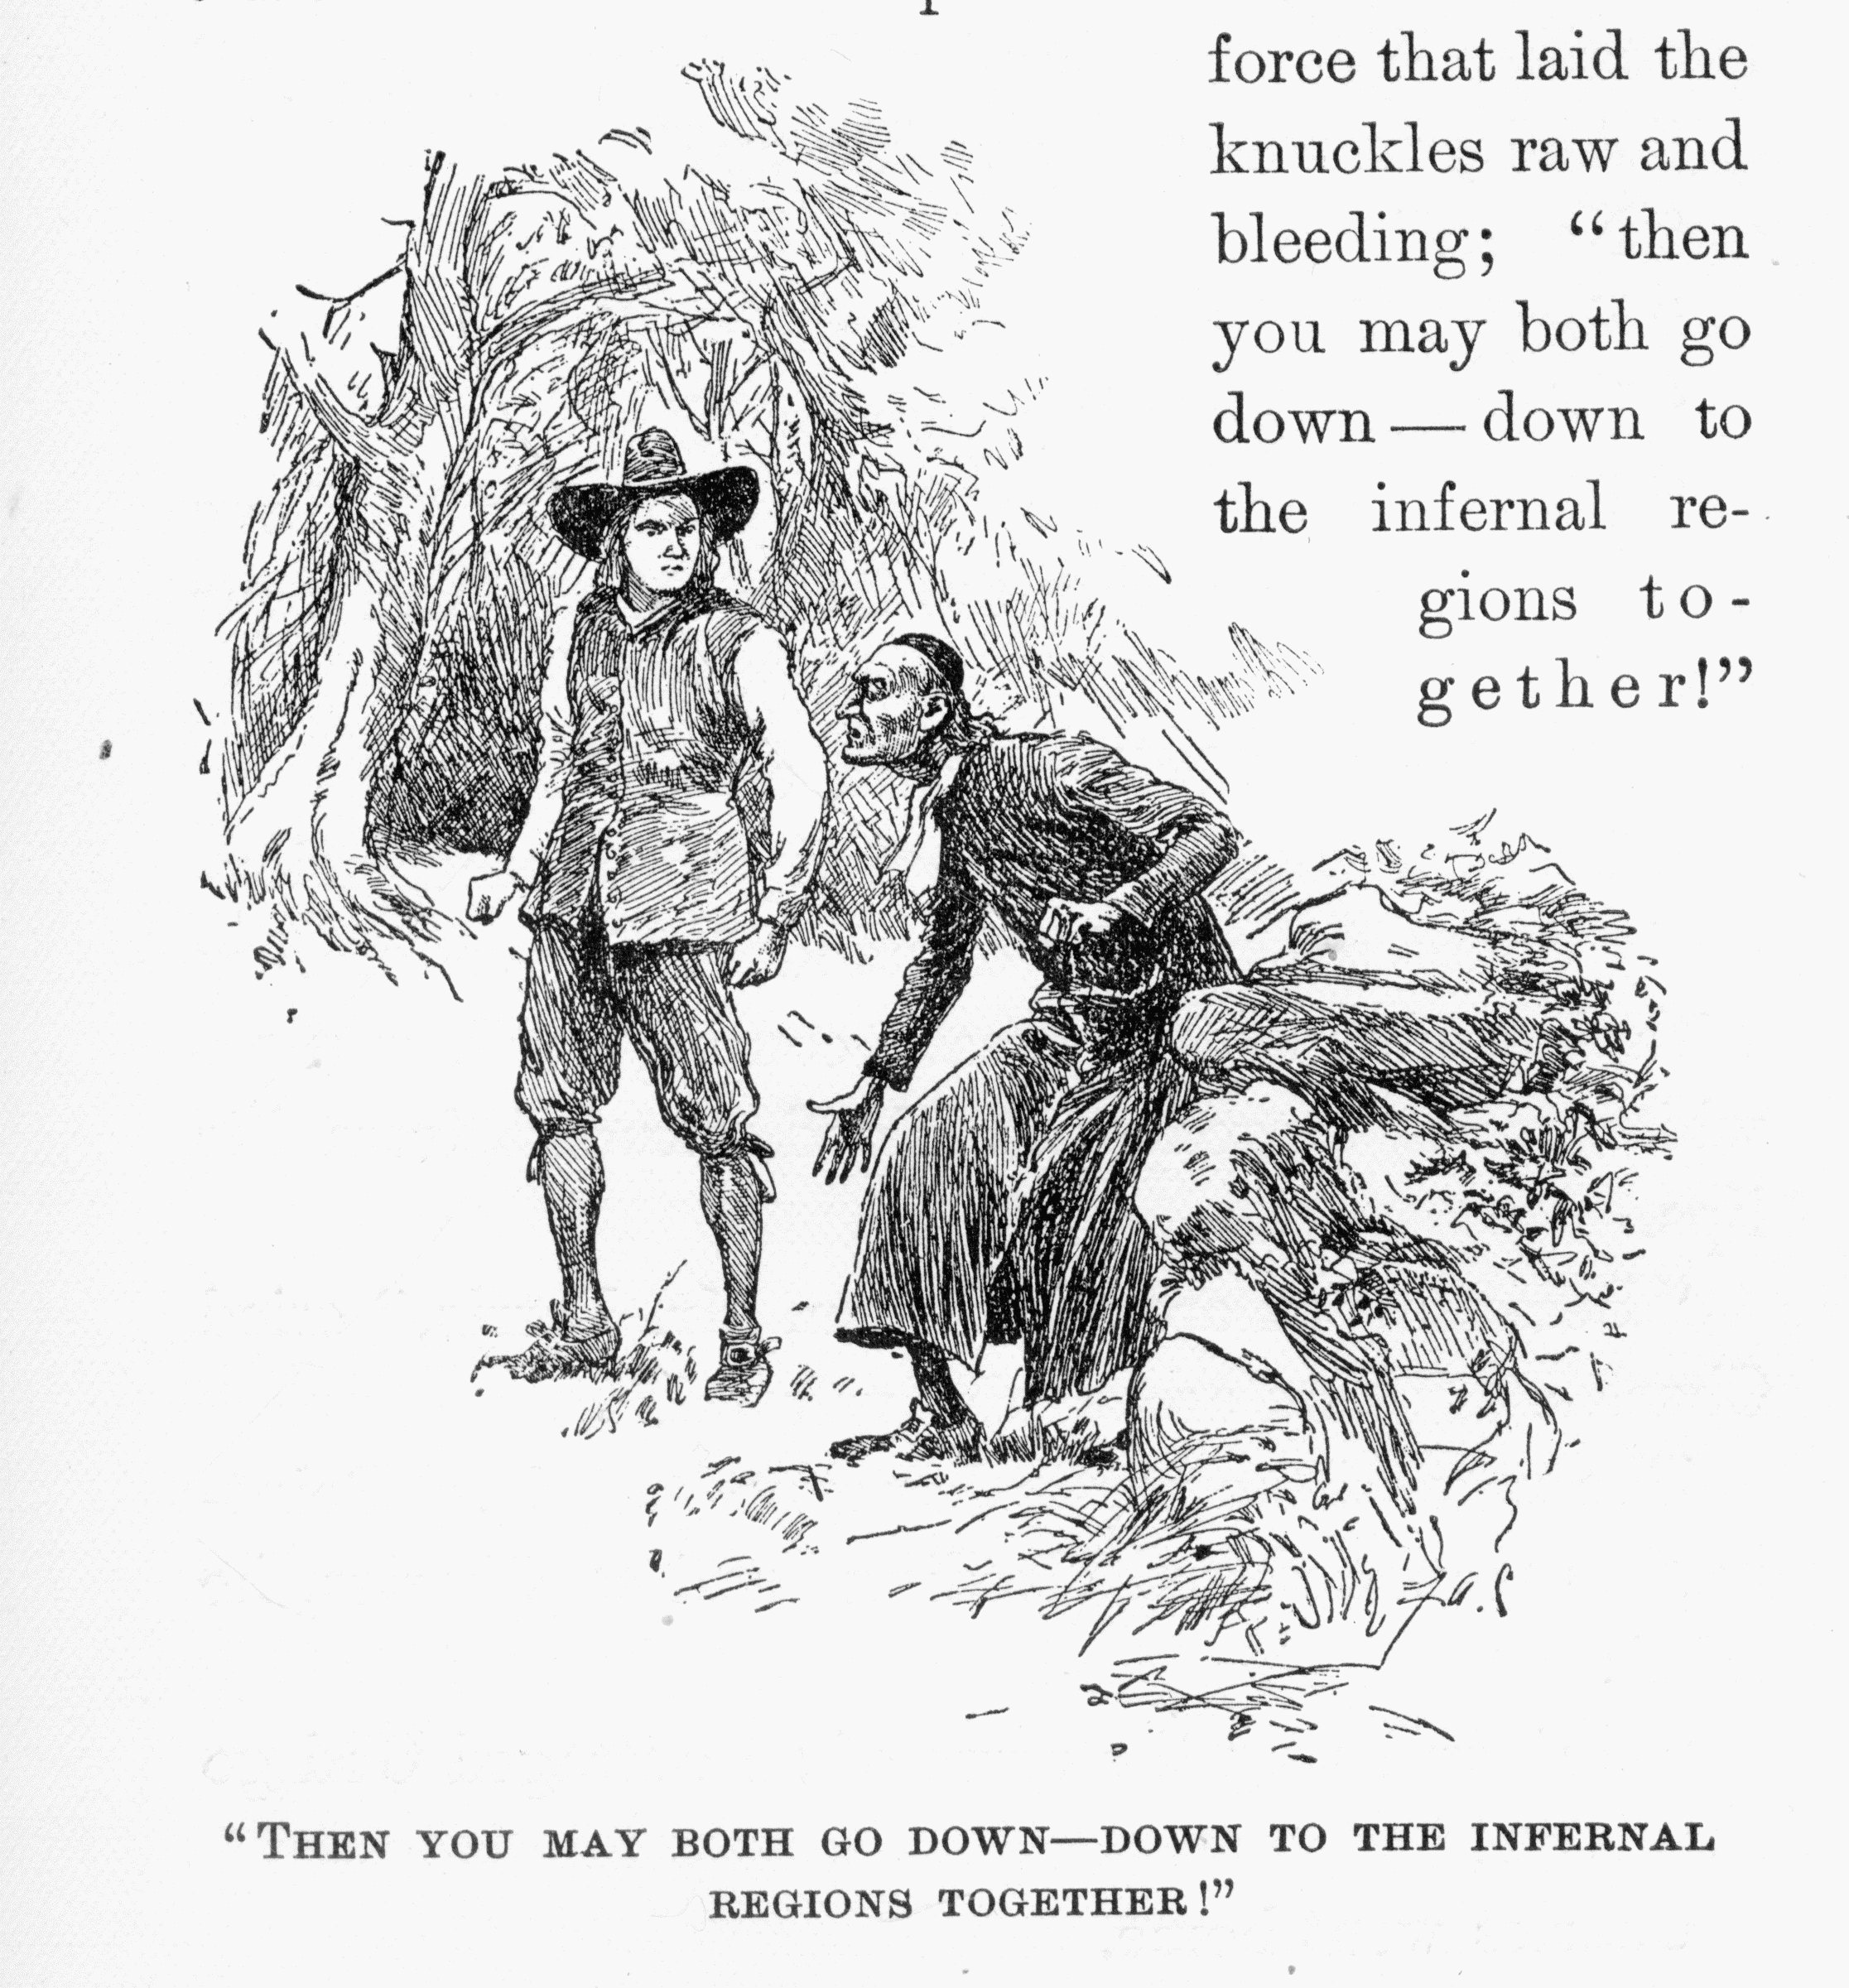 force that laid the
knuckles raw and
bleeding; “then
you may both go
down — down to
the infernal re-
gions to-
gether!”
“THEN YOU MAY BOTH GO DOWN—DOWN TO THE INFERNAL
REGIONS TOGETHER!”